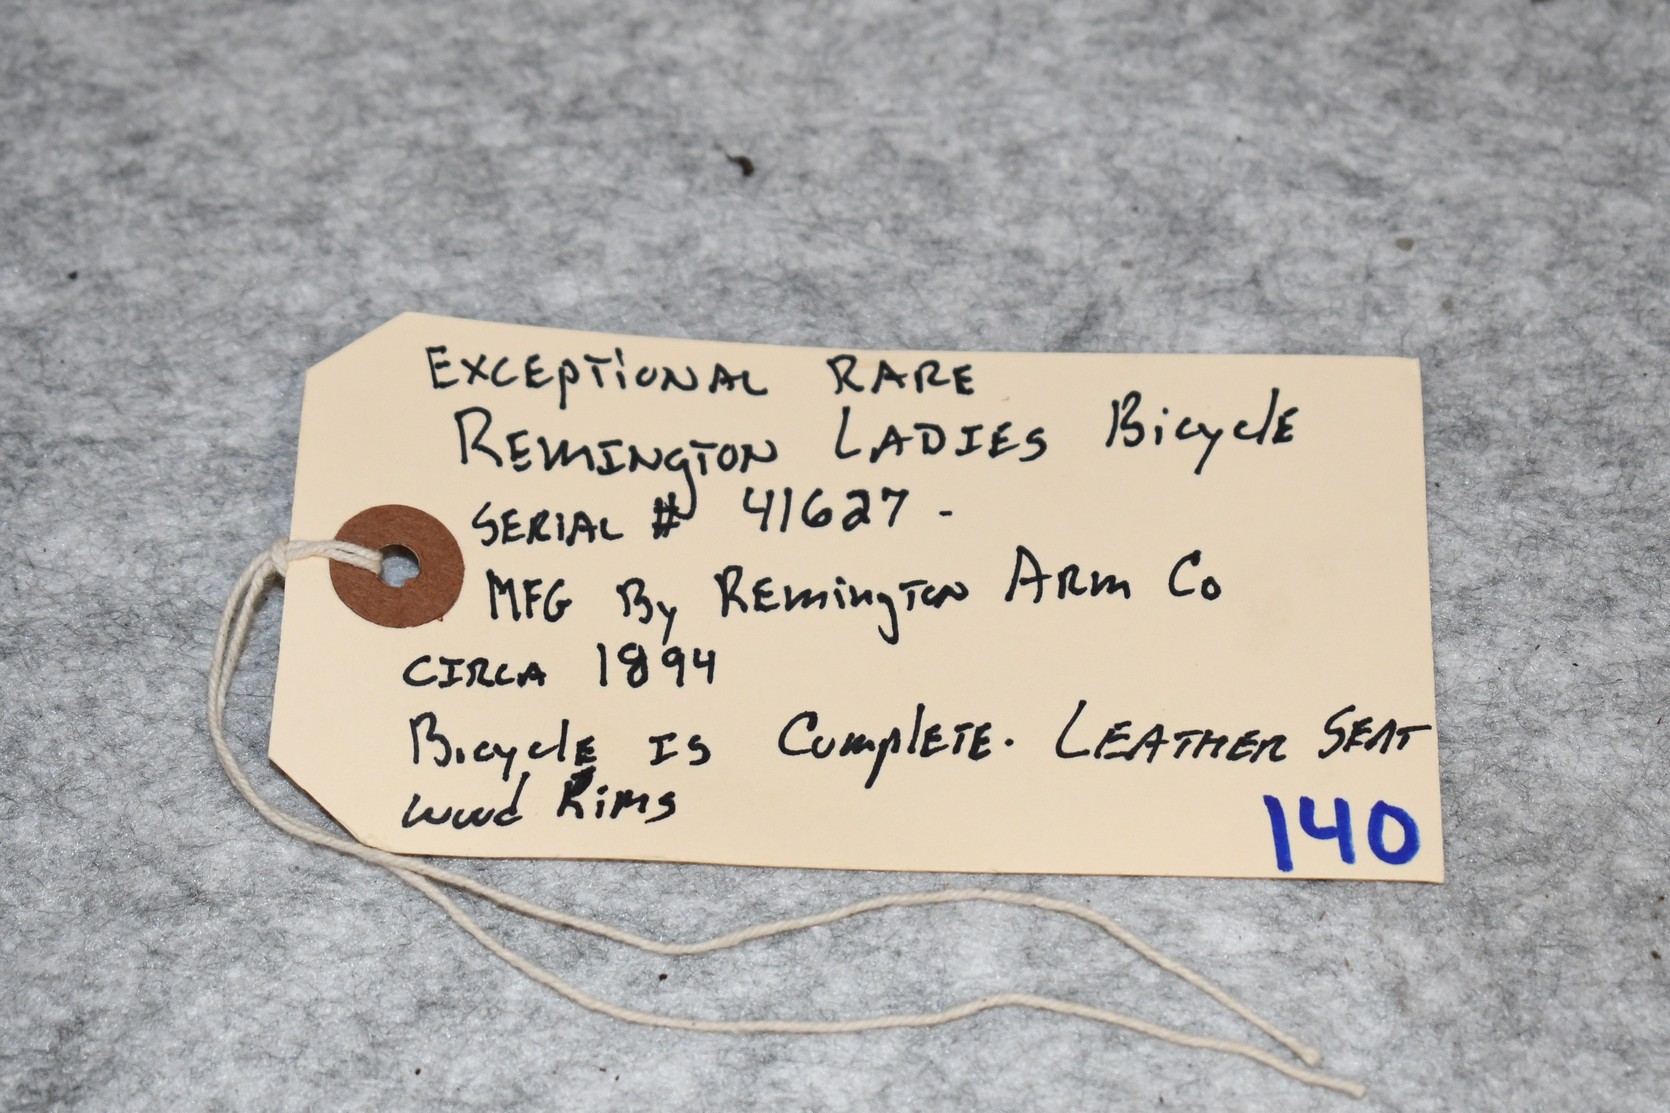 Exceptional Rare
Remington Ladies Bicycle
Serial # 41627 -
MFG By Remington Arm Co
circa 1894
Bicycle is Complete. Leather Seat
Wood Rims
140